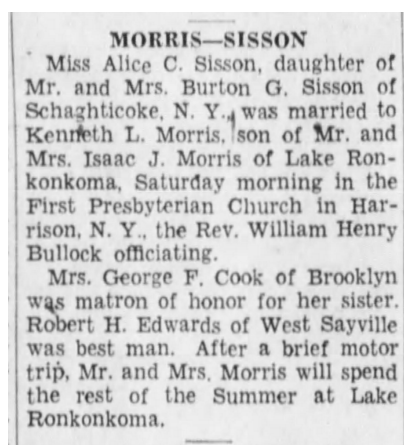 MORRIS—SISSON
Miss Alice C. Sisson, daughter of
Mr. and Mrs. Burton G. Sisson of
Schaghticoke, N. Y., was married to
Kenneth L. Morris, son of Mr. and
Mrs. Isaac J. Morris of Lake Ron-
konkoma, Saturday morning in the
First Presbyterian Church in Har-
rison, N. Y., the Rev. William Henry
Bullock officiating.
Mrs. George F. Cook of Brooklyn
was matron of honor for her sister.
Robert H. Edwards of West Sayville
was best man. After a brief motor
trip, Mr. and Mrs. Morris will spend
the rest of the Summer at Lake
Ronkonkoma.